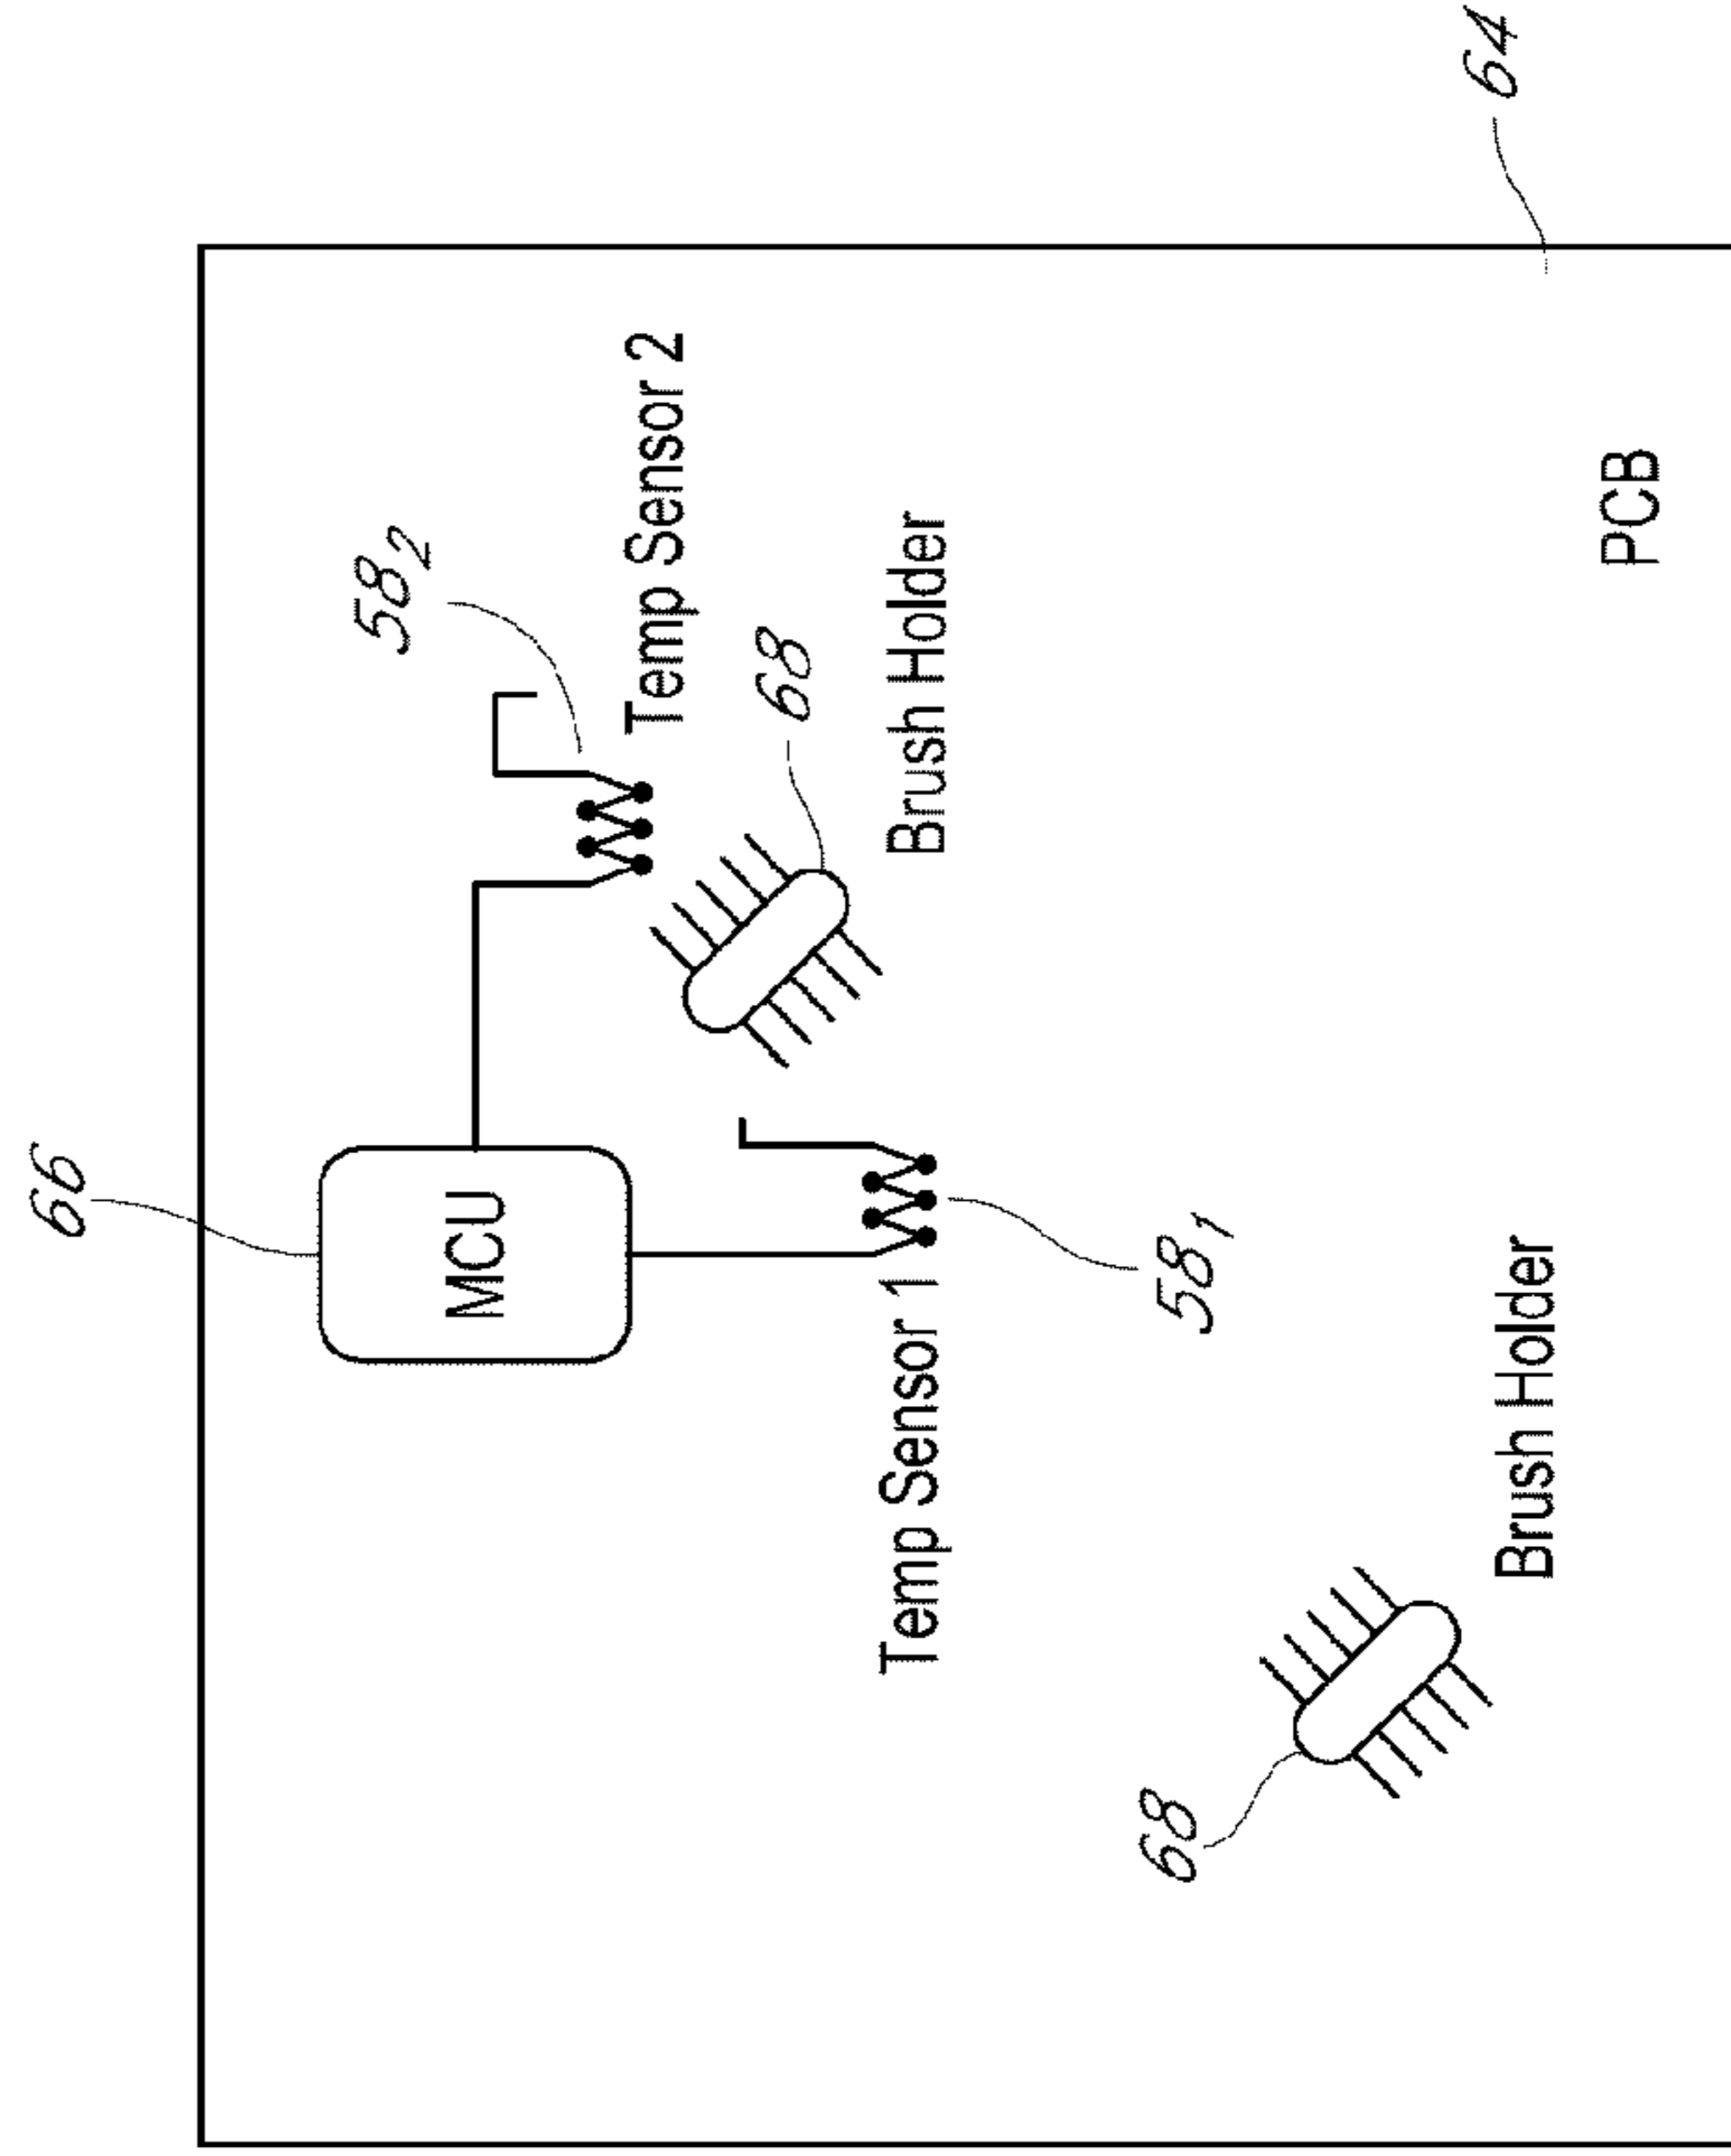 66
MCU
58₂
Temp Sensor 2
68
Brush Holder
Temp Sensor 1
58₁
68
Brush Holder
PCB
64